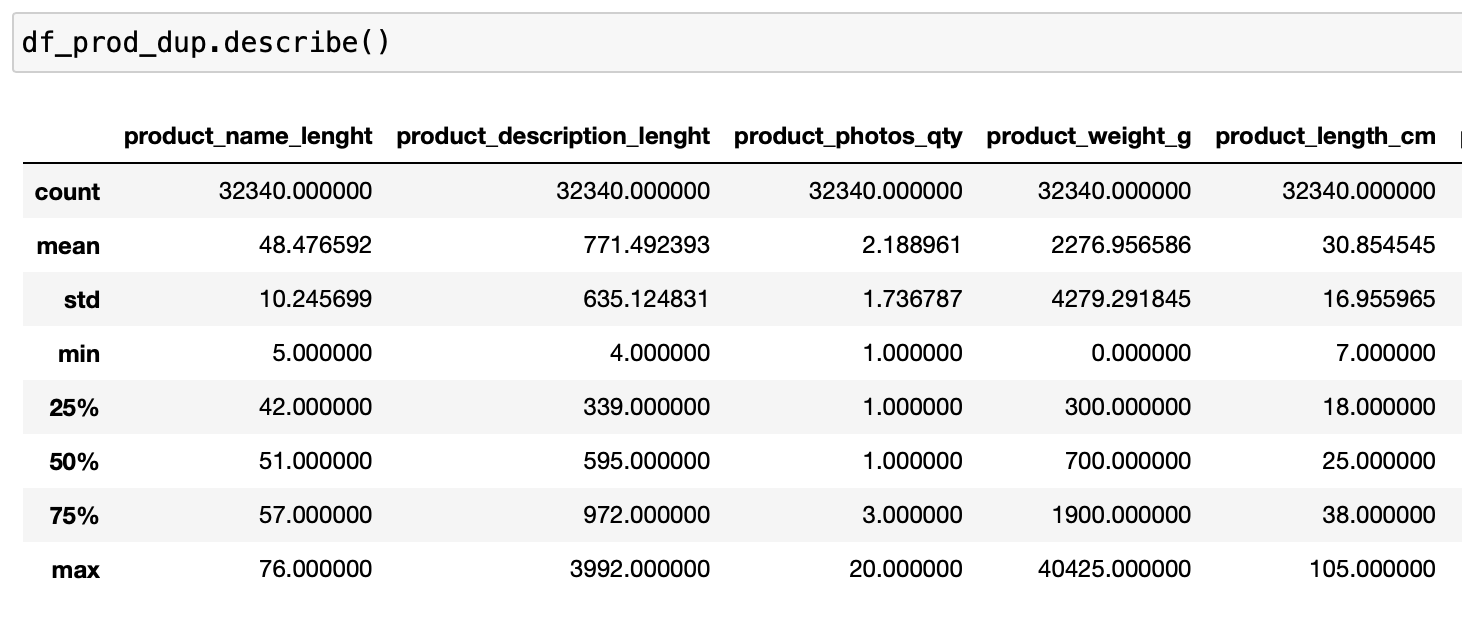 df_prod_dup.describe()
product_name_lenght product_description_lenght product_photos_qty product_weight_g product_length_cm
count 32340.000000 32340.000000 32340.000000 32340.000000 32340.000000
mean 48.476592 771.492393 2.188961 2276.956586 30.854545
std 10.245699 635.124831 1.736787 4279.291845 16.955965
min 5.000000 4.000000 1.000000 0.000000 7.000000
25% 42.000000 339.000000 1.000000 300.000000 18.000000
50% 51.000000 595.000000 1.000000 700.000000 25.000000
75% 57.000000 972.000000 3.000000 1900.000000 38.000000
max 76.000000 3992.000000 20.000000 40425.000000 105.000000